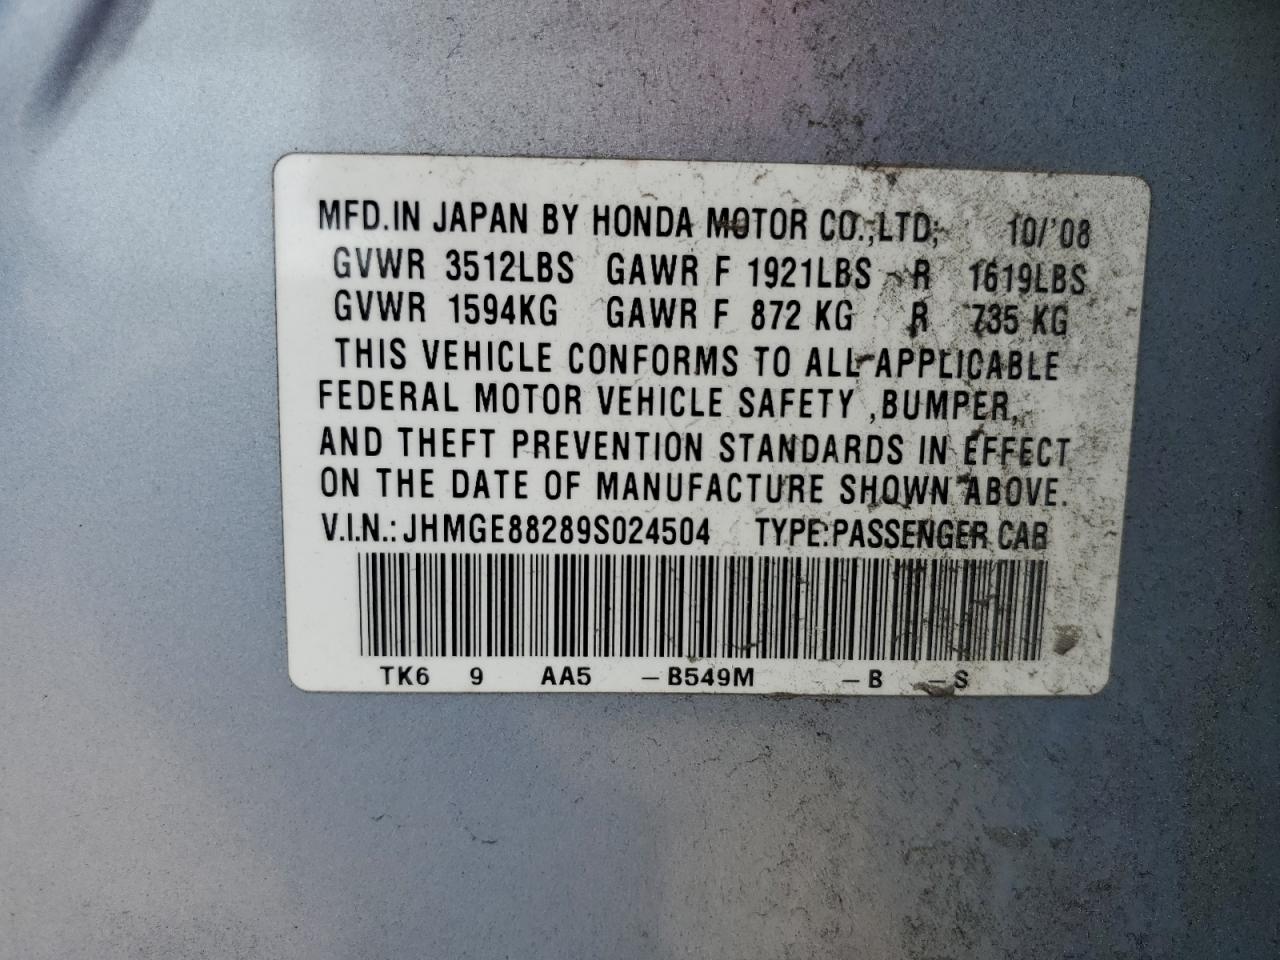 MFD.IN JAPAN BY HONDA MOTOR CO.,LTD; 10/'08
GVWR 3512LBS GAWR F 1921LBS R 1619LBS
GVWR 1594KG GAWR F 872 KG R 735 KG
THIS VEHICLE CONFORMS TO ALL APPLICABLE
FEDERAL MOTOR VEHICLE SAFETY ,BUMPER,
AND THEFT PREVENTION STANDARDS IN EFFECT
ON THE DATE OF MANUFACTURE SHOWN ABOVE.
V.I.N.: JHMGE88289S024504 TYPE:PASSENGER CAR
TK6 9 AA5 -B549M -B -S